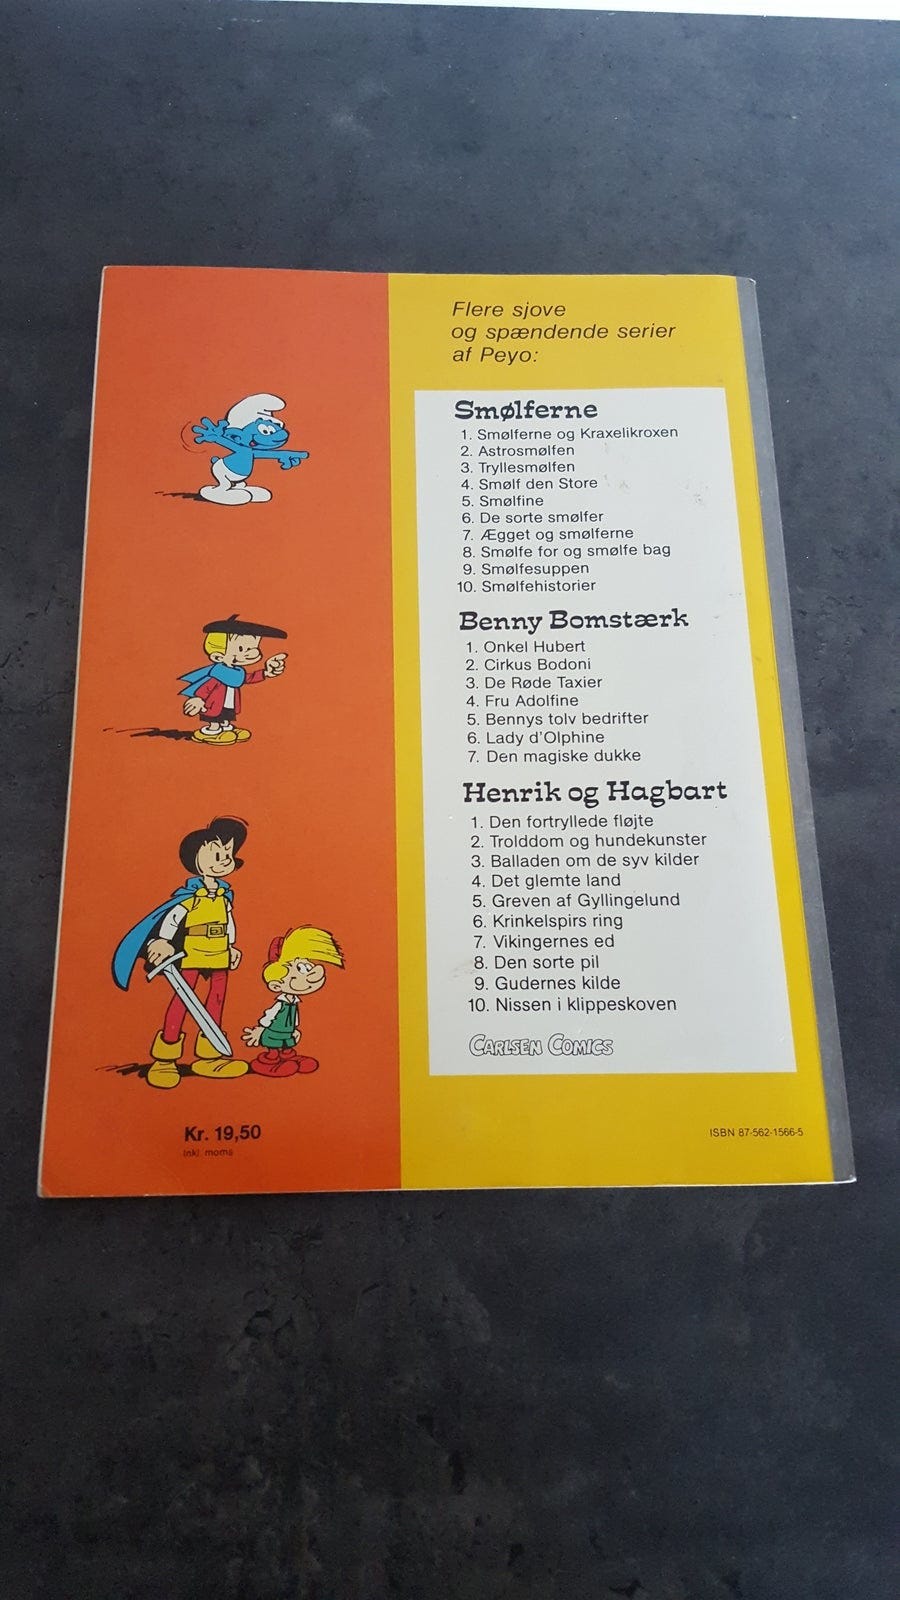 Flere sjove
og spændende serier
af Peyo:
Smølferne
1. Smølferne og Kraxelikroxen
2. Astrosmølfen
3. Tryllesmølfen
4. Smølf den Store
5. Smølfine
6. De sorte smølfer
7. Ægget og smølferne
8. Smølfe for og smølfe bag
9. Smølfesuppen
10. Smølfehistorier
Benny Bomstærk
1. Onkel Hubert
2. Cirkus Bodoni
3. De Røde Taxier
4. Fru Adolfine
5. Bennys tolv bedrifter
6. Lady d'Olphine
7. Den magiske dukke
Henrik og Hagbart
1. Den fortryllede fløjte
2. Trolddom og hundekunster
3. Balladen om de syv kilder
4. Det glemte land
5. Greven af Gyllingelund
6. Krinkelspirs ring
7. Vikingernes ed
8. Den sorte pil
9. Gudernes kilde
10. Nissen i klippeskoven
CARLSEN COMICS
Kr. 19,50
Inkl. moms
ISBN 87-562-1566-5